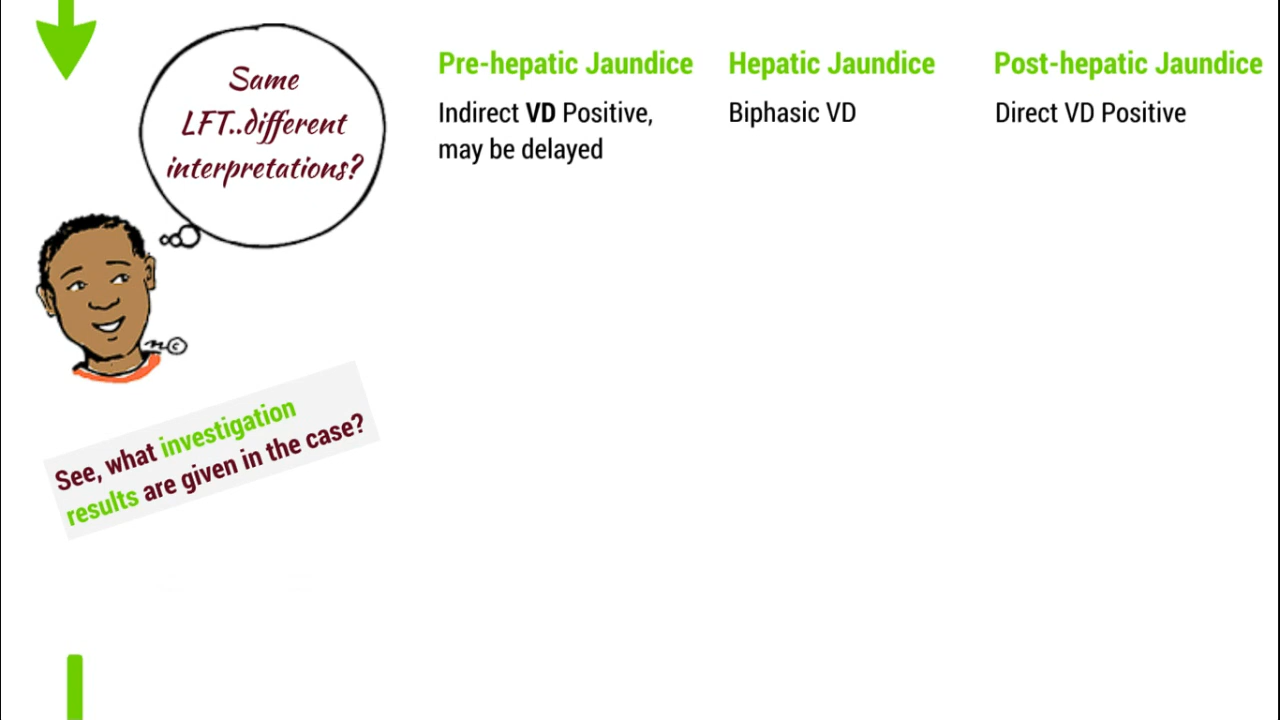 Same
LFT..different
interpretations?
Pre-hepatic Jaundice
Indirect VD Positive,
may be delayed
Hepatic Jaundice
Biphasic VD
Post-hepatic Jaundice
Direct VD Positive
See, what investigation
results are given in the case?